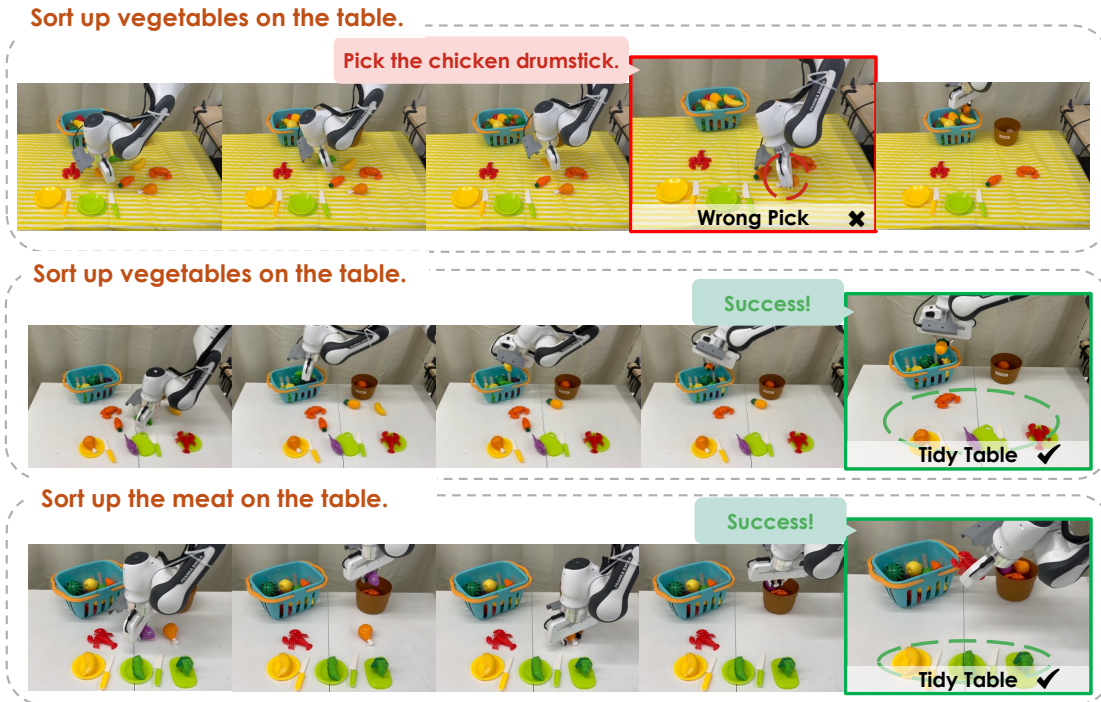 Sort up vegetables on the table.
Pick the chicken drumstick.
Wrong Pick ✖
Sort up vegetables on the table.
Success!
Tidy Table ✔
Sort up the meat on the table.
Success!
Tidy Table ✔